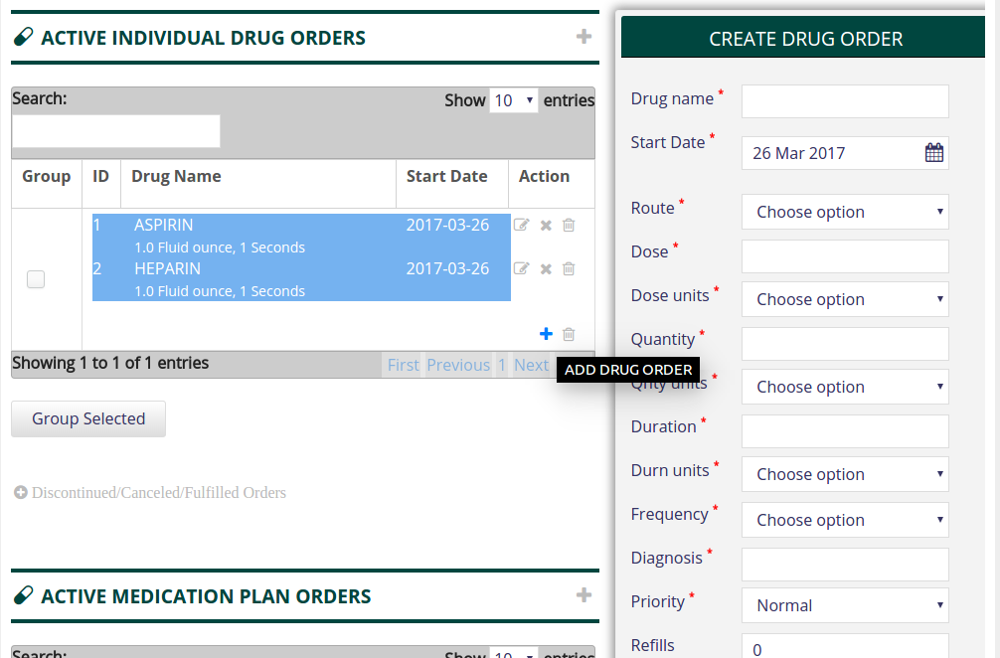 ACTIVE INDIVIDUAL DRUG ORDERS
Search:
Show 10 entries
Group ID Drug Name Start Date Action
1 ASPIRIN 2017-03-26
1.0 Fluid ounce, 1 Seconds
2 HEPARIN 2017-03-26
1.0 Fluid ounce, 1 Seconds
Showing 1 to 1 of 1 entries
First Previous 1 Next
ADD DRUG ORDER
Group Selected
Discontinued/Canceled/Fulfilled Orders
ACTIVE MEDICATION PLAN ORDERS
Search:
Show 10 entries
CREATE DRUG ORDER
Drug name *
Start Date * 26 Mar 2017
Route * Choose option
Dose *
Dose units * Choose option
Quantity *
Qnty units * Choose option
Duration *
Durn units * Choose option
Frequency * Choose option
Diagnosis *
Priority * Normal
Refills 0